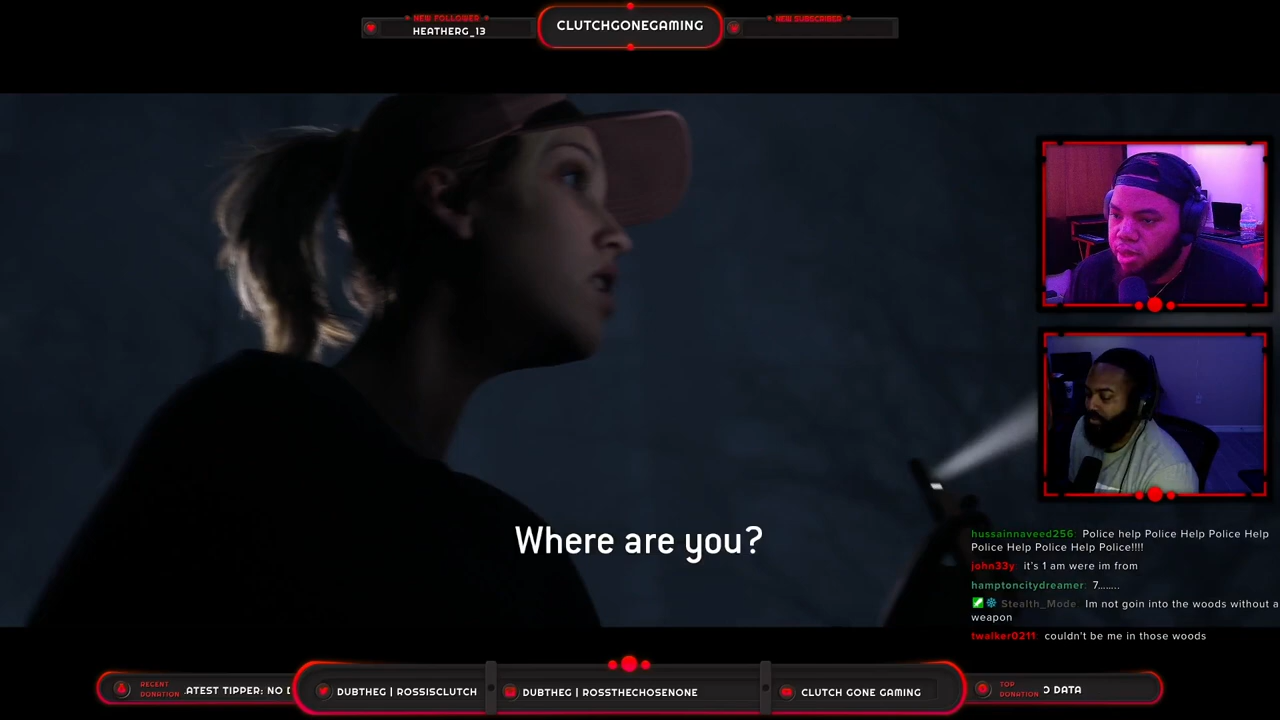 NEW FOLLOWER
HEATHERG_13
CLUTCHGONEGAMING
NEW SUBSCRIBER
Where are you?
hussainnaveed256: Police help Police Help Police Help
Police Help Police Help Police!!!!
john33y: it's 1 am were im from
hamptoncitydreamer: 7........
Stealth_Mode: Im not goin into the woods without a
weapon
twalker0211: couldn't be me in those woods
RECENT
DONATION
.ATEST TIPPER: NO D
DUBTHEG | ROSSISCLUTCH
DUBTHEG | ROSSTHECHOSENONE
CLUTCH GONE GAMING
TOP
DONATION
O DATA